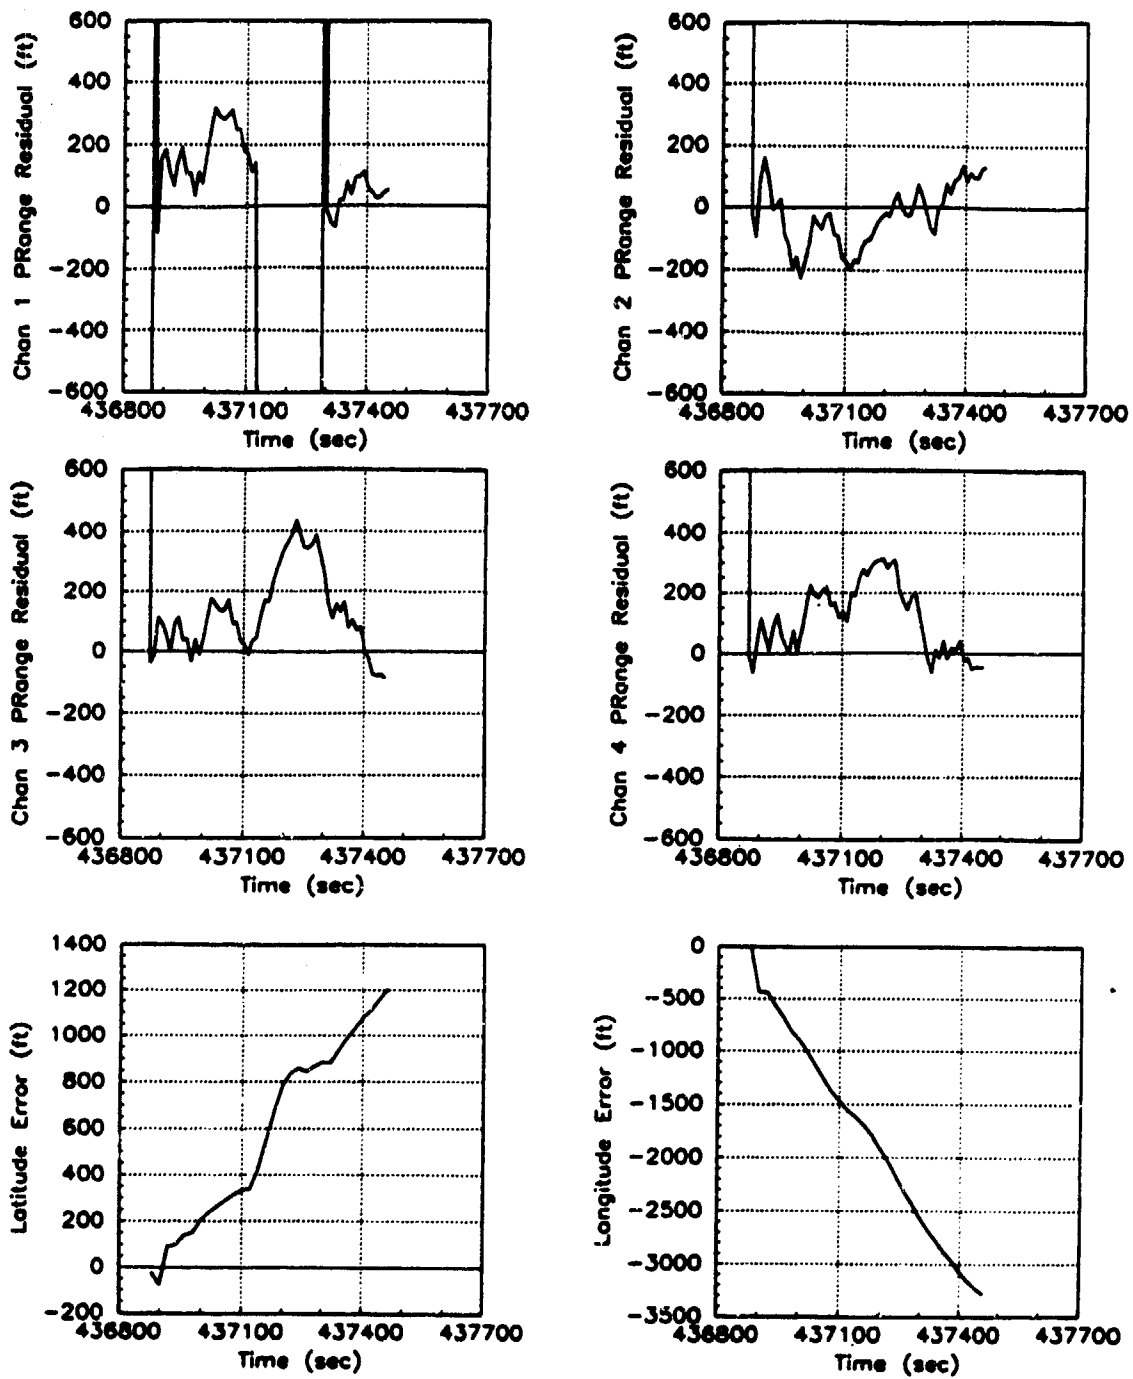 Chan 1 PRange Residual (ft)
600
400
200
0
-200
-400
-600
436800 437100 437400 437700
Time (sec)
Chan 2 PRange Residual (ft)
600
400
200
0
-200
-400
-600
436800 437100 437400 437700
Time (sec)
Chan 3 PRange Residual (ft)
600
400
200
0
-200
-400
-600
436800 437100 437400 437700
Time (sec)
Chan 4 PRange Residual (ft)
600
400
200
0
-200
-400
-600
436800 437100 437400 437700
Time (sec)
Latitude Error (ft)
1400
1200
1000
800
600
400
200
0
-200
436800 437100 437400 437700
Time (sec)
Longitude Error (ft)
0
-500
-1000
-1500
-2000
-2500
-3000
-3500
436800 437100 437400 437700
Time (sec)